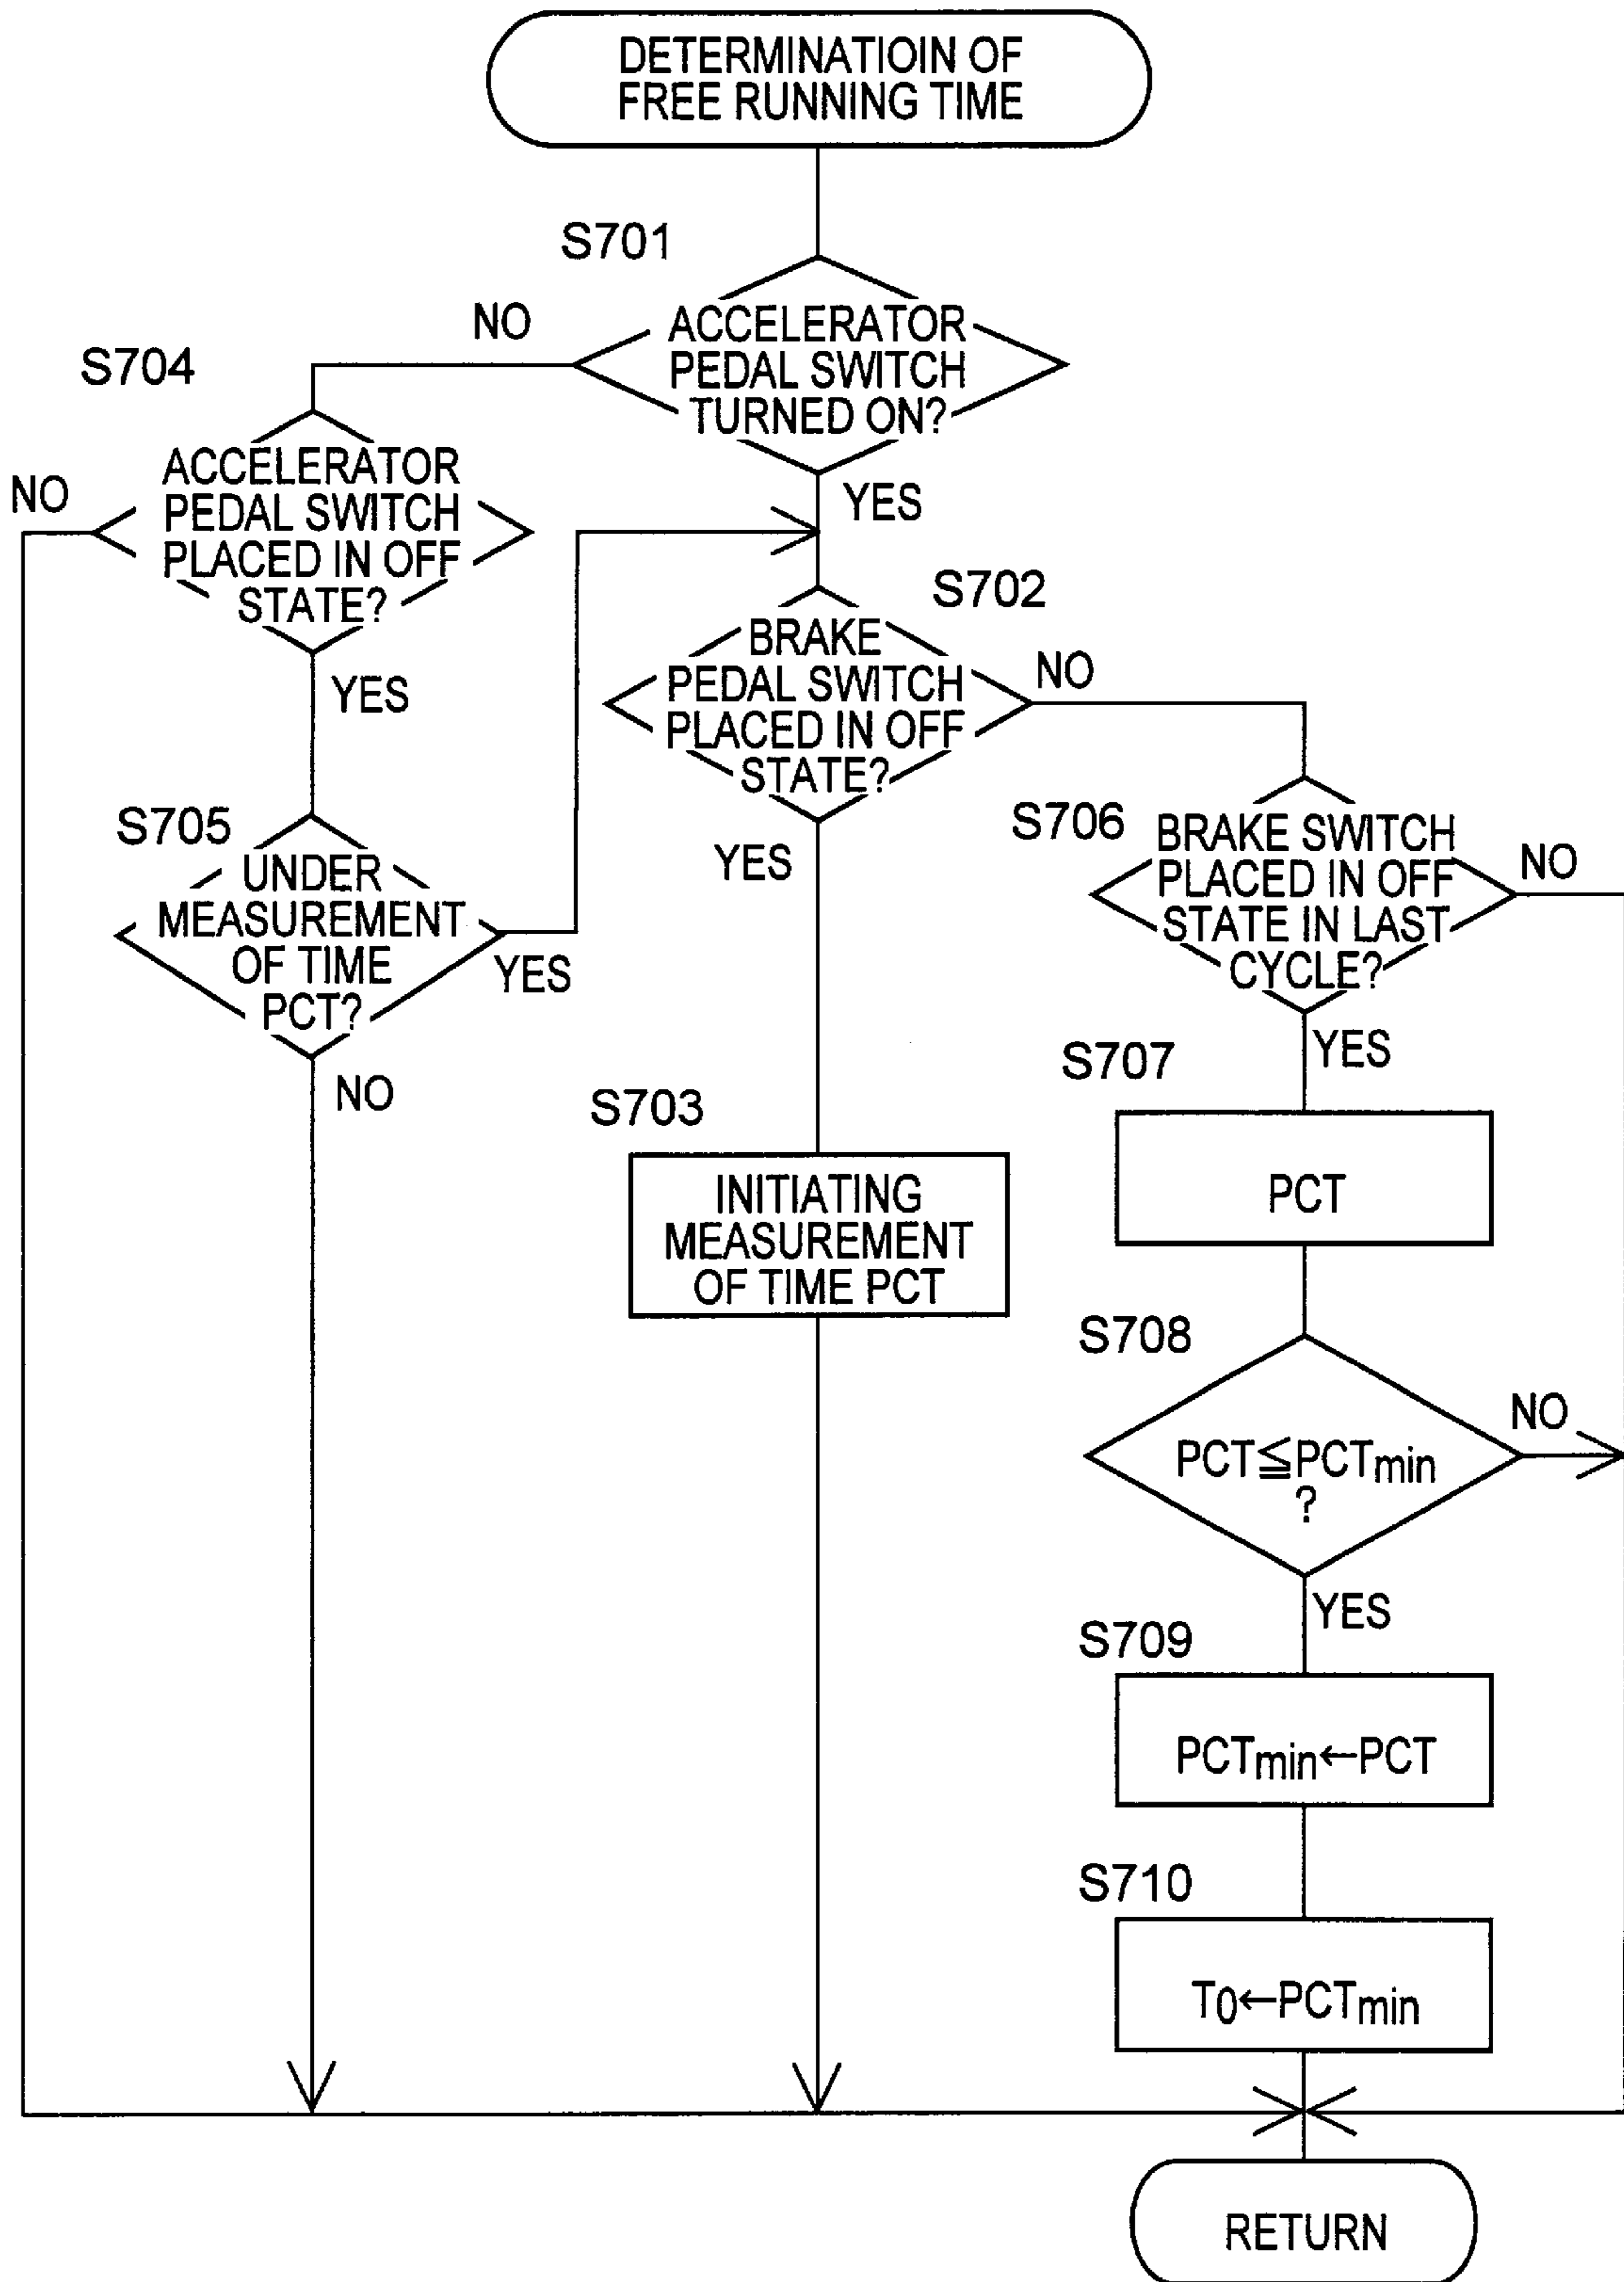 DETERMINATIOIN OF
FREE RUNNING TIME
S701
ACCELERATOR
PEDAL SWITCH
TURNED ON?
NO
YES
S704
ACCELERATOR
PEDAL SWITCH
PLACED IN OFF
STATE?
NO
YES
S702
BRAKE
PEDAL SWITCH
PLACED IN OFF
STATE?
NO
YES
S705
UNDER
MEASUREMENT
OF TIME
PCT?
YES
NO
S706
BRAKE SWITCH
PLACED IN OFF
STATE IN LAST
CYCLE?
NO
YES
S703
INITIATING
MEASUREMENT
OF TIME PCT
S707
PCT
S708
PCT≦PCTmin
?
NO
YES
S709
PCTmin←PCT
S710
T0←PCTmin
RETURN